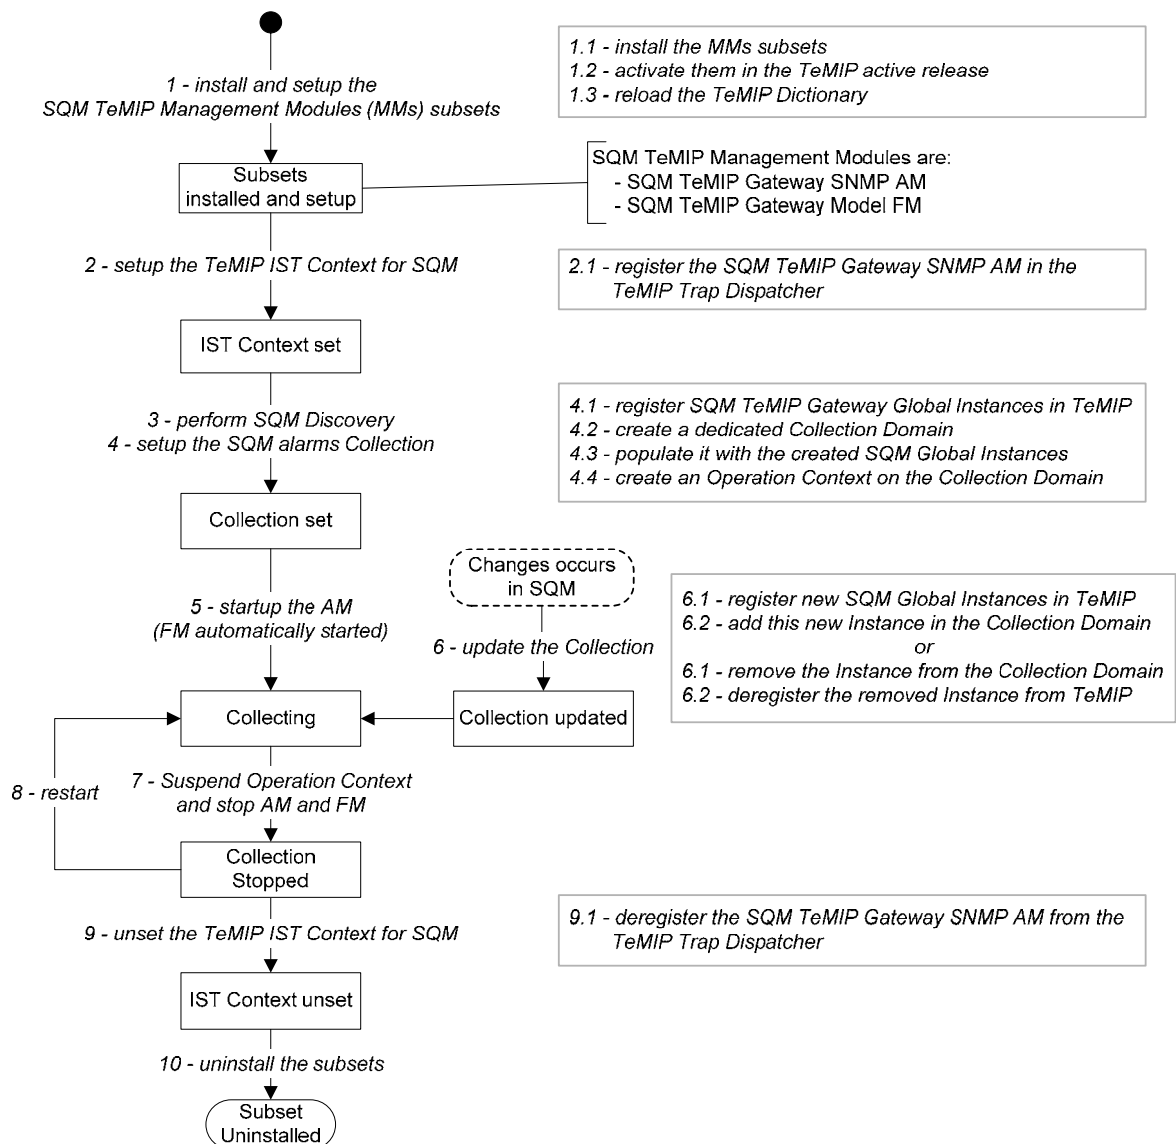 1 - install and setup the
SQM TeMIP Management Modules (MMs) subsets
1.1 - install the MMs subsets
1.2 - activate them in the TeMIP active release
1.3 - reload the TeMIP Dictionary
Subsets
installed and setup
SQM TeMIP Management Modules are:
- SQM TeMIP Gateway SNMP AM
- SQM TeMIP Gateway Model FM
2 - setup the TeMIP IST Context for SQM
2.1 - register the SQM TeMIP Gateway SNMP AM in the
TeMIP Trap Dispatcher
IST Context set
3 - perform SQM Discovery
4 - setup the SQM alarms Collection
4.1 - register SQM TeMIP Gateway Global Instances in TeMIP
4.2 - create a dedicated Collection Domain
4.3 - populate it with the created SQM Global Instances
4.4 - create an Operation Context on the Collection Domain
Collection set
Changes occurs
in SQM
5 - startup the AM
(FM automatically started)
6 - update the Collection
6.1 - register new SQM Global Instances in TeMIP
6.2 - add this new Instance in the Collection Domain
or
6.1 - remove the Instance from the Collection Domain
6.2 - deregister the removed Instance from TeMIP
Collecting
Collection updated
8 - restart
7 - Suspend Operation Context
and stop AM and FM
Collection
Stopped
9 - unset the TeMIP IST Context for SQM
9.1 - deregister the SQM TeMIP Gateway SNMP AM from the
TeMIP Trap Dispatcher
IST Context unset
10 - uninstall the subsets
Subset
Uninstalled